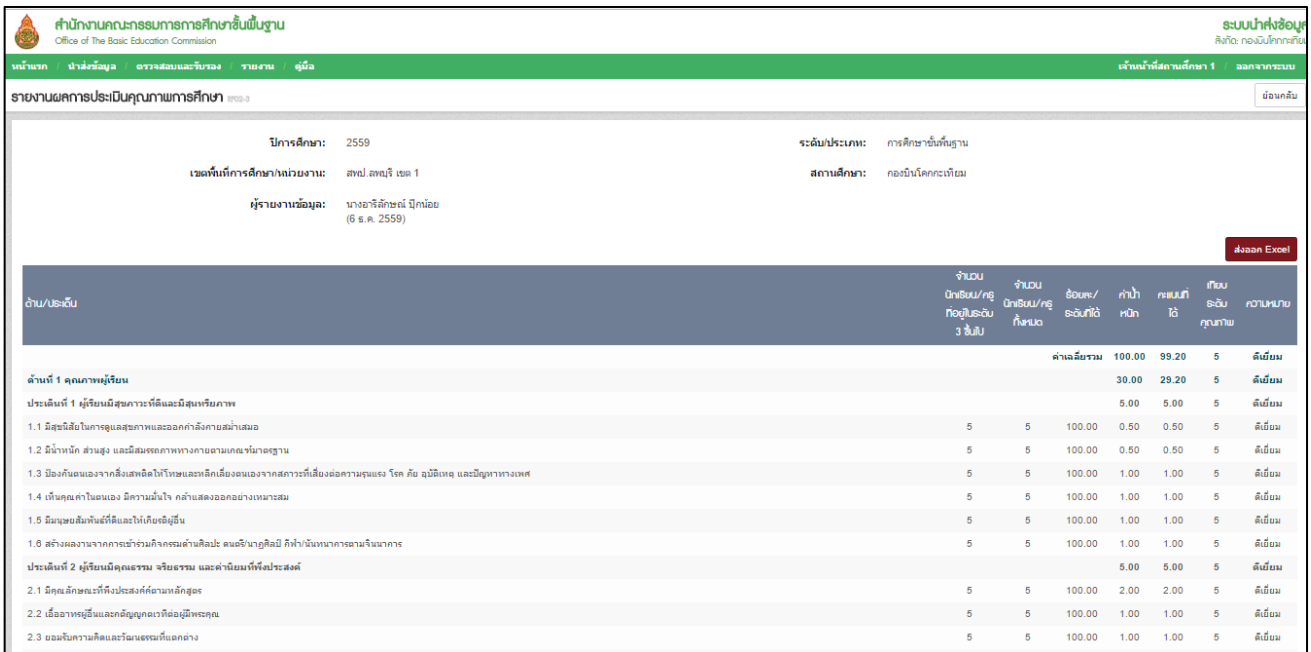 สำนักงานคณะกรรมการการศึกษาขั้นพื้นฐาน
Office of The Basic Education Commission
ระบบนำส่งข้อมูล
สังกัด: กองบินโคกกะเทียม
หน้าแรก / นำส่งข้อมูล / ตรวจสอบและรับรอง / รายงาน / คู่มือ
เจ้าหน้าที่สถานศึกษา 1 / ออกจากระบบ
รายงานผลการประเมินคุณภาพการศึกษา EF02-3
ย้อนกลับ
ปีการศึกษา: 2559
ระดับ/ประเภท: การศึกษาขั้นพื้นฐาน
เขตพื้นที่การศึกษา/หน่วยงาน: สพป.ลพบุรี เขต 1
สถานศึกษา: กองบินโคกกะเทียม
ผู้รายงานข้อมูล: นางอาริลักษณ์ ปึกน้อย
(6 ธ.ค. 2559)
ส่งออก Excel
ด้าน/ประเด็น
จำนวนนักเรียน/ครูที่อยู่ในระดับ 3 ขึ้นไป
จำนวนนักเรียน/ครูทั้งหมด
ร้อยละ/ระดับที่ได้
ค่าน้ำหนัก
คะแนนที่ได้
เทียบระดับคุณภาพ
ความหมาย
ค่าเฉลี่ยรวม 100.00 99.20 5 ดีเยี่ยม
ด้านที่ 1 คุณภาพผู้เรียน 30.00 29.20 5 ดีเยี่ยม
ประเด็นที่ 1 ผู้เรียนมีสุขภาวะที่ดีและมีสุนทรียภาพ 5.00 5.00 5 ดีเยี่ยม
1.1 มีสุขนิสัยในการดูแลสุขภาพและออกกำลังกายสม่ำเสมอ 5 5 100.00 0.50 0.50 5 ดีเยี่ยม
1.2 มีน้ำหนัก ส่วนสูง และมีสมรรถภาพทางกายตามเกณฑ์มาตรฐาน 5 5 100.00 0.50 0.50 5 ดีเยี่ยม
1.3 ป้องกันตนเองจากสิ่งเสพติดให้โทษและหลีกเลี่ยงตนเองจากสภาวะที่เสี่ยงต่อความรุนแรง โรค ภัย อุบัติเหตุ และปัญหาทางเพศ 5 5 100.00 1.00 1.00 5 ดีเยี่ยม
1.4 เห็นคุณค่าในตนเอง มีความมั่นใจ กล้าแสดงออกอย่างเหมาะสม 5 5 100.00 1.00 1.00 5 ดีเยี่ยม
1.5 มีมนุษยสัมพันธ์ที่ดีและให้เกียรติผู้อื่น 5 5 100.00 1.00 1.00 5 ดีเยี่ยม
1.6 สร้างผลงานจากการเข้าร่วมกิจกรรมด้านศิลปะ ดนตรี/นาฏศิลป์ กีฬา/นันทนาการตามจินตนาการ 5 5 100.00 1.00 1.00 5 ดีเยี่ยม
ประเด็นที่ 2 ผู้เรียนมีคุณธรรม จริยธรรม และค่านิยมที่พึงประสงค์ 5.00 5.00 5 ดีเยี่ยม
2.1 มีคุณลักษณะที่พึงประสงค์ตามหลักสูตร 5 5 100.00 2.00 2.00 5 ดีเยี่ยม
2.2 เอื้ออาทรผู้อื่นและกตัญญูกตเวทีต่อผู้มีพระคุณ 5 5 100.00 1.00 1.00 5 ดีเยี่ยม
2.3 ยอมรับความคิดและวัฒนธรรมที่แตกต่าง 5 5 100.00 1.00 1.00 5 ดีเยี่ยม